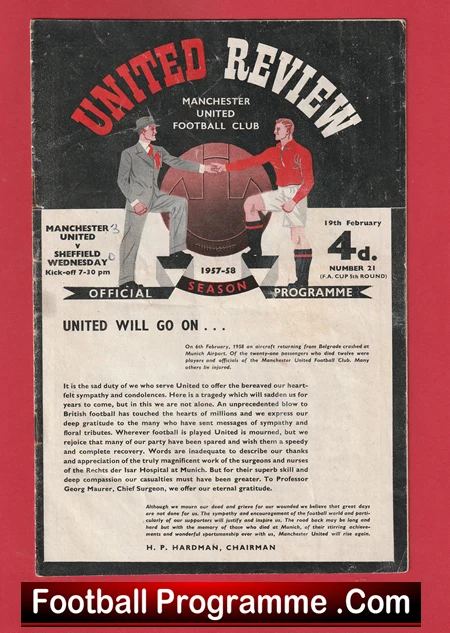 UNITED REVIEW
MANCHESTER
UNITED
FOOTBALL CLUB
MANCHESTER 3
UNITED
v
SHEFFIELD
WEDNESDAY 0
Kick-off 7-30 pm
19th February
4d.
NUMBER 21
(F.A. CUP 5th ROUND)
1957-58
OFFICIAL SEASON PROGRAMME
UNITED WILL GO ON . . .
On 6th February, 1958 an aircraft returning from Belgrade crashed at
Munich Airport. Of the twenty-one passengers who died twelve were
players and officials of the Manchester United Football Club. Many
others lie injured.
It is the sad duty of we who serve United to offer the bereaved our heart-
felt sympathy and condolences. Here is a tragedy which will sadden us for
years to come, but in this we are not alone. An unprecedented blow to
British football has touched the hearts of millions and we express our
deep gratitude to the many who have sent messages of sympathy and
floral tributes. Wherever football is played United is mourned, but we
rejoice that many of our party have been spared and wish them a speedy
and complete recovery. Words are inadequate to describe our thanks
and appreciation of the truly magnificent work of the surgeons and nurses
of the Rechts der Isar Hospital at Munich. But for their superb skill and
deep compassion our casualties must have been greater. To Professor
Georg Maurer, Chief Surgeon, we offer our eternal gratitude.
Although we mourn our dead and grieve for our wounded we believe that great days
are not done for us. The sympathy and encouragement of the football world and parti-
cularly of our supporters will justify and inspire us. The road back may be long and
hard but with the memory of those who died at Munich, of their stirring achieve-
ments and wonderful sportsmanship ever with us, Manchester United will rise again.
H. P. HARDMAN, CHAIRMAN
Football Programme .Com